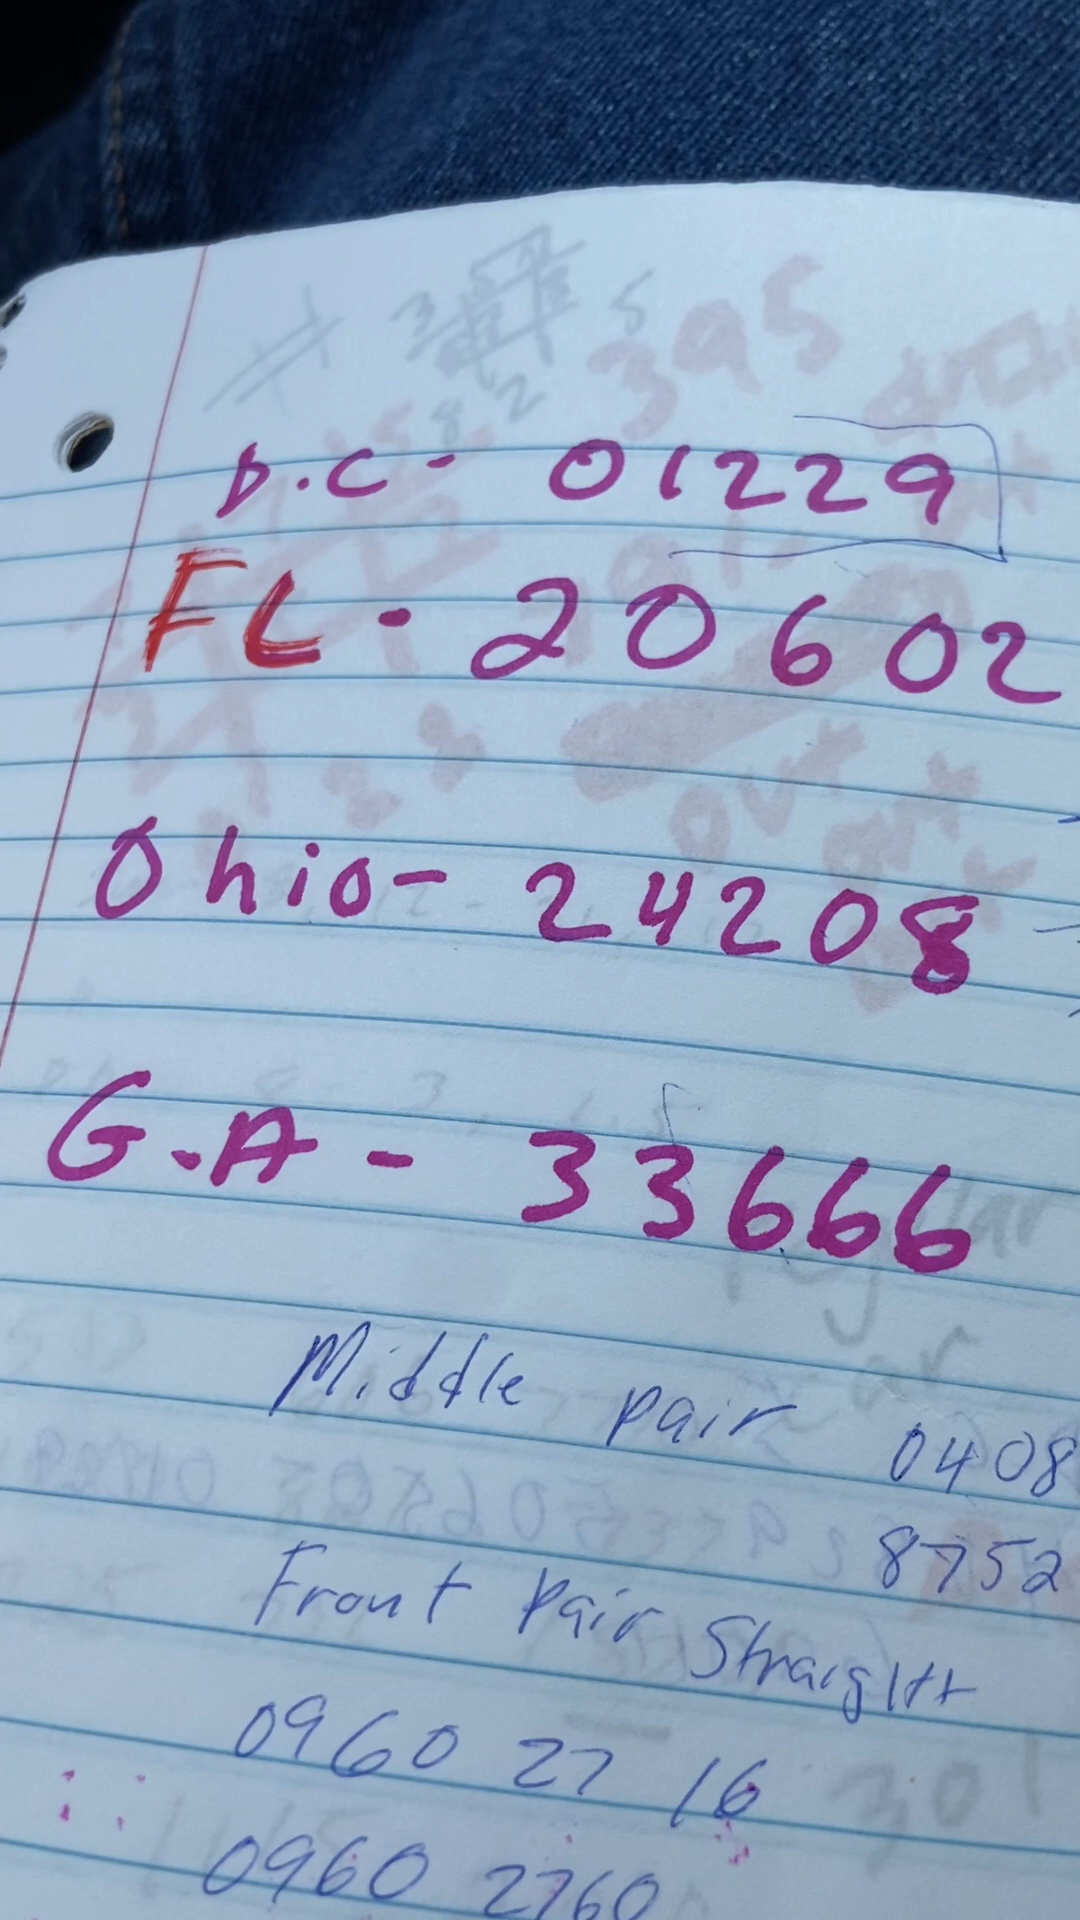 D.C - 01229
FL - 20602
Ohio - 24208
G.A - 33666
Middle pair 0408
8752
Front Pair Straight
0960 27 16
0960 2760